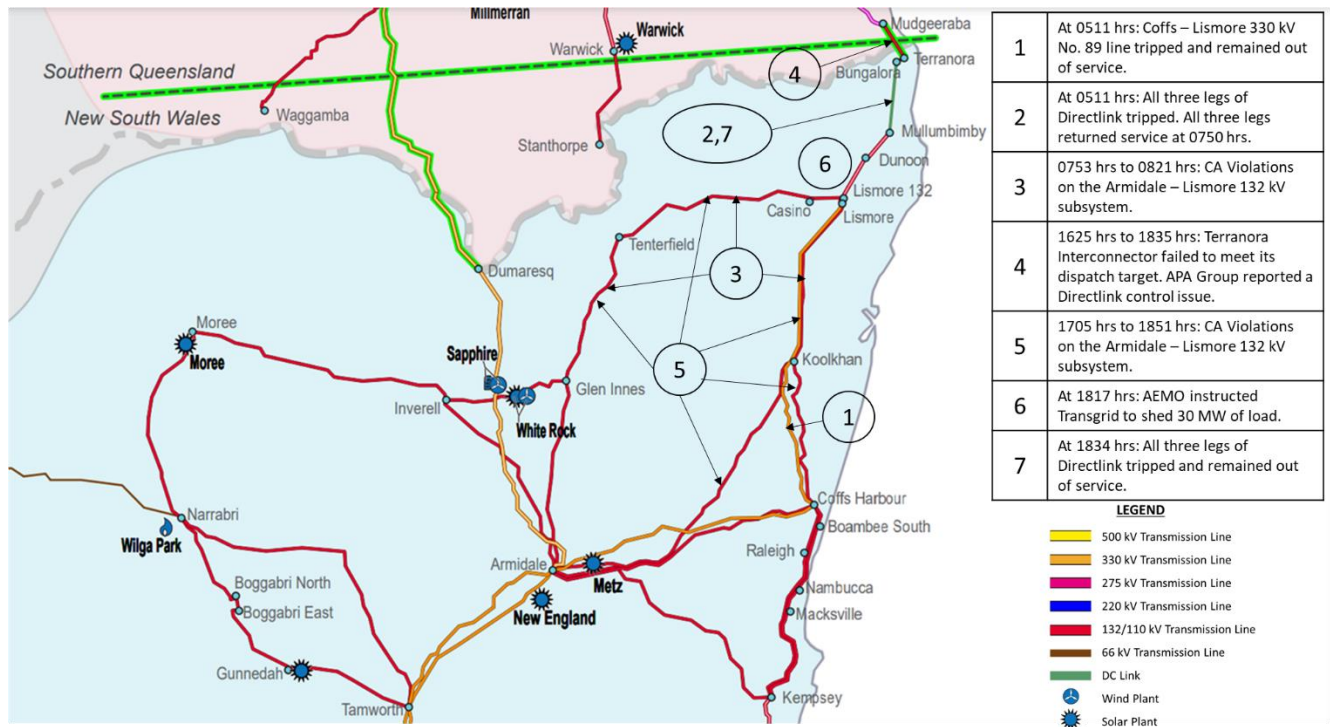 Millmerran
Mudgeeraba
Warwick
Warwick
Terranora
Southern Queensland
4
Bungalora
New South Wales
Waggamba
2,7
Mullumbimby
Stanthorpe
6
Dunoon
Lismore 132
Casino
Lismore
Tenterfield
3
Dumaresq
Moree
Moree
Sapphire
5
Koolkhan
Glen Innes
Inverell
White Rock
1
Coffs Harbour
Narrabri
Boambee South
Wilga Park
Raleigh
Armidale
Metz
Boggabri North
Nambucca
Boggabri East
New England
Macksville
Gunnedah
Kempsey
Tamworth
1
At 0511 hrs: Coffs – Lismore 330 kV
No. 89 line tripped and remained out
of service.
2
At 0511 hrs: All three legs of
Directlink tripped. All three legs
returned service at 0750 hrs.
3
0753 hrs to 0821 hrs: CA Violations
on the Armidale – Lismore 132 kV
subsystem.
4
1625 hrs to 1835 hrs: Terranora
Interconnector failed to meet its
dispatch target. APA Group reported a
Directlink control issue.
5
1705 hrs to 1851 hrs: CA Violations
on the Armidale – Lismore 132 kV
subsystem.
6
At 1817 hrs: AEMO instructed
Transgrid to shed 30 MW of load.
7
At 1834 hrs: All three legs of
Directlink tripped and remained out
of service.
LEGEND
500 kV Transmission Line
330 kV Transmission Line
275 kV Transmission Line
220 kV Transmission Line
132/110 kV Transmission Line
66 kV Transmission Line
DC Link
Wind Plant
Solar Plant